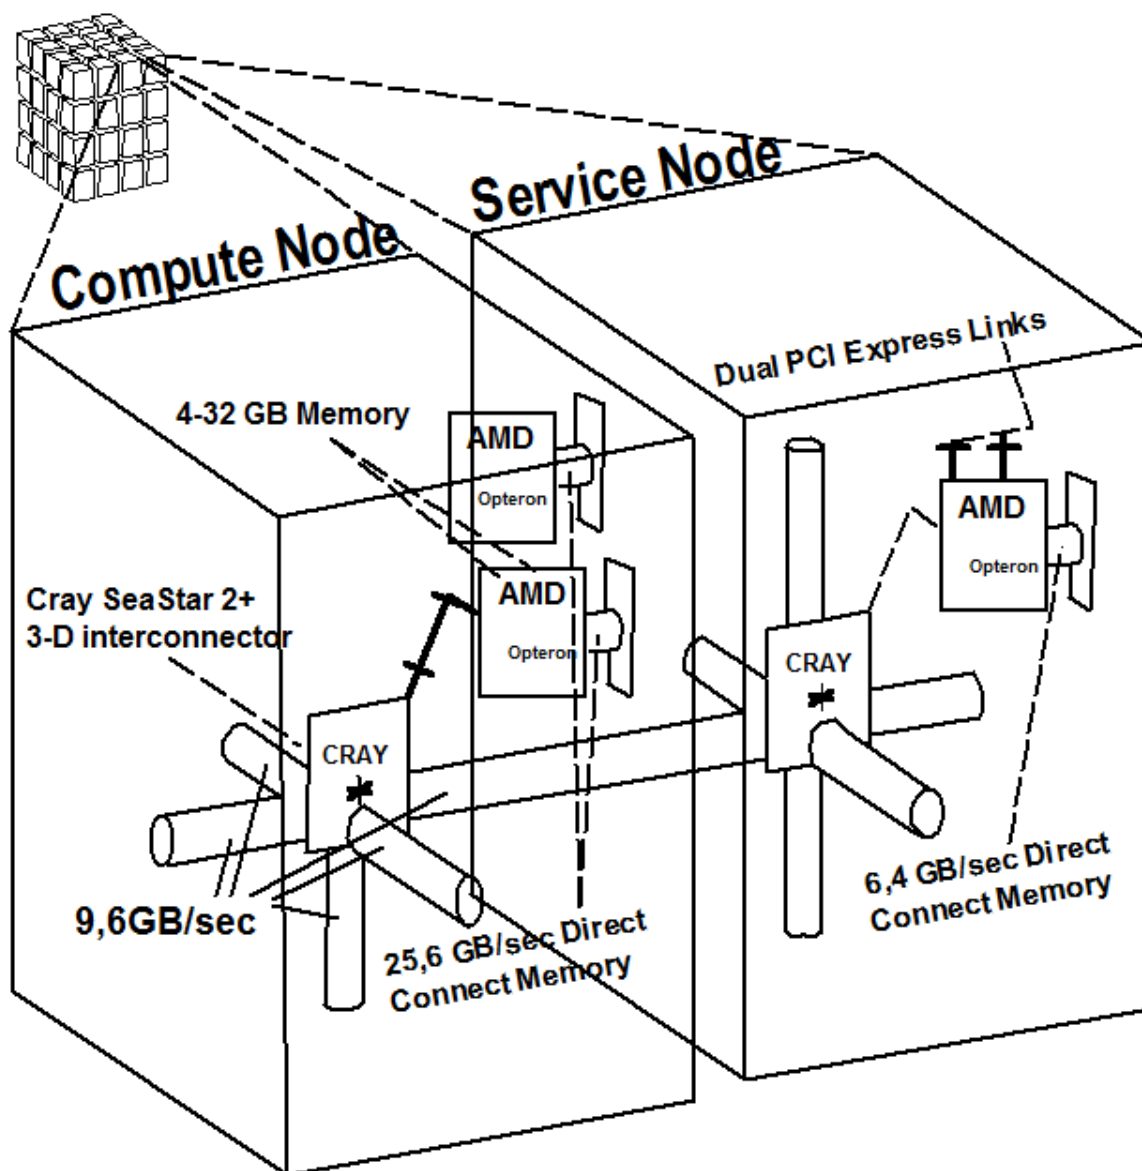 Service Node
Compute Node
Dual PCI Express Links
4-32 GB Memory
AMD
Opteron
AMD
Opteron
AMD
Opteron
Cray SeaStar 2+
3-D interconnector
CRAY
CRAY
9,6GB/sec
25,6 GB/sec Direct
Connect Memory
6,4 GB/sec Direct
Connect Memory